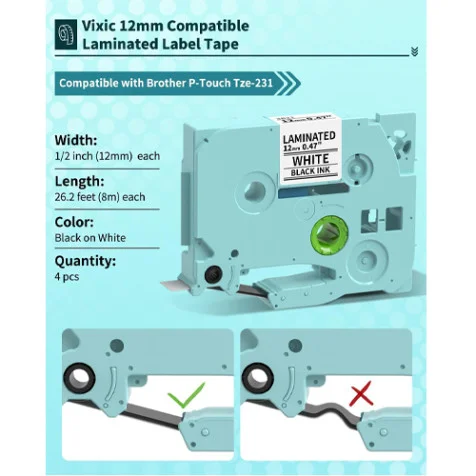 Vixic 12mm Compatible
Laminated Label Tape
Compatible with Brother P-Touch Tze-231
Width:
1/2 inch (12mm) each
Length:
26.2 feet (8m) each
Color:
Black on White
Quantity:
4 pcs
LAMINATED
12mm 0.47"
WHITE
BLACK INK